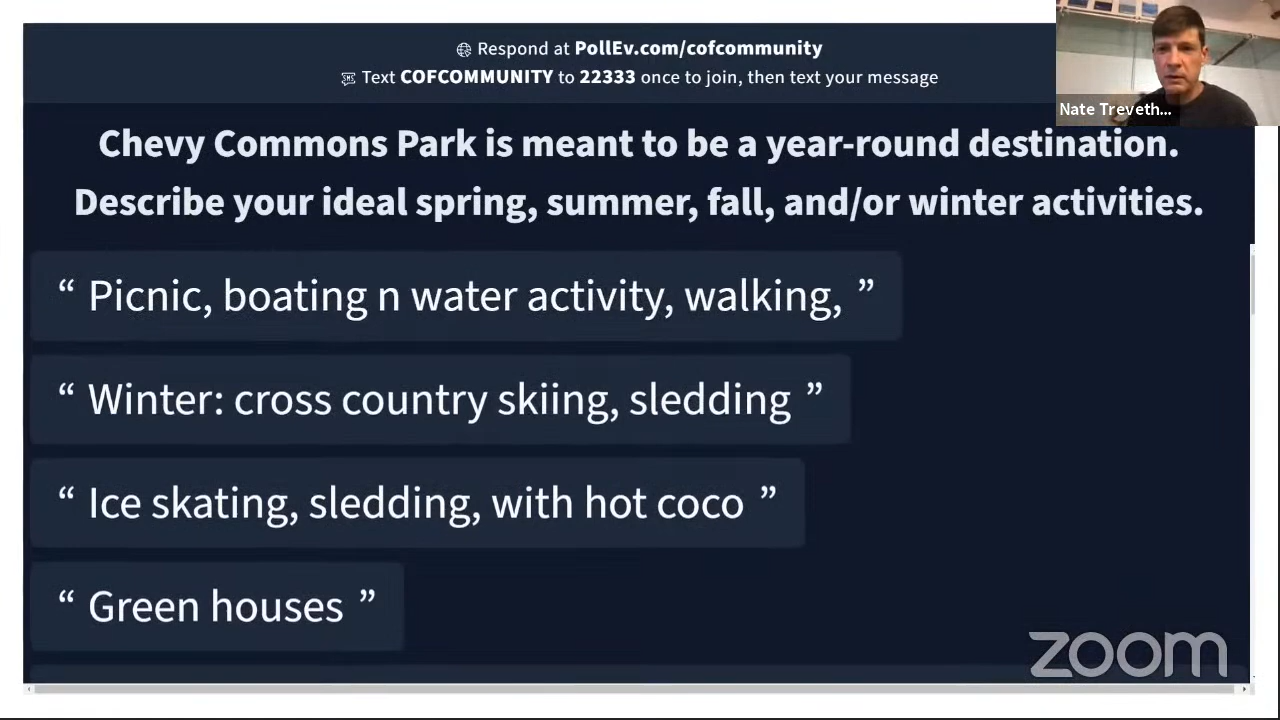 Respond at PollEv.com/cofcommunity
Text COFCOMMUNITY to 22333 once to join, then text your message
Nate Treveth...
Chevy Commons Park is meant to be a year-round destination.
Describe your ideal spring, summer, fall, and/or winter activities.
“ Picnic, boating n water activity, walking, ”
“ Winter: cross country skiing, sledding ”
“ Ice skating, sledding, with hot coco ”
“ Green houses ”
zoom